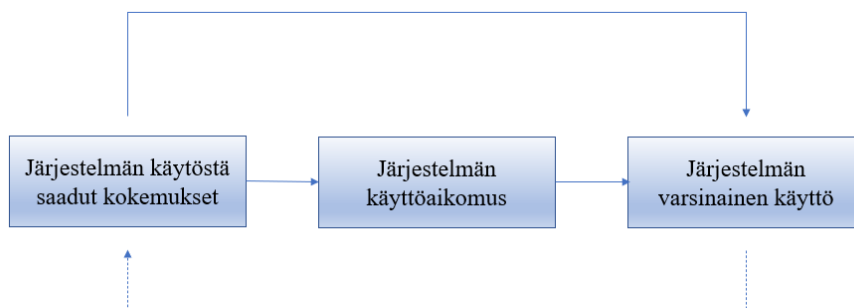 Järjestelmän käytöstä
saadut kokemukset
Järjestelmän
käyttöaikomus
Järjestelmän
varsinainen käyttö